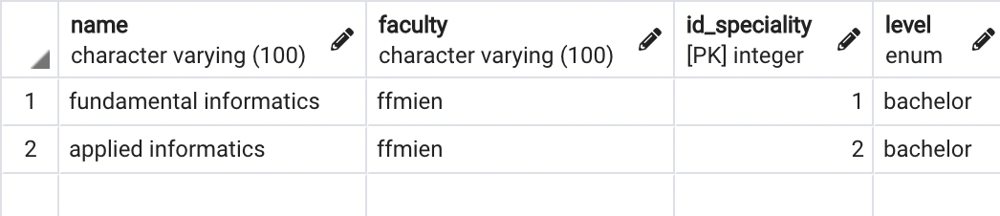 name faculty id_speciality level
character varying (100) character varying (100) [PK] integer enum
1 fundamental informatics ffmien 1 bachelor
2 applied informatics ffmien 2 bachelor